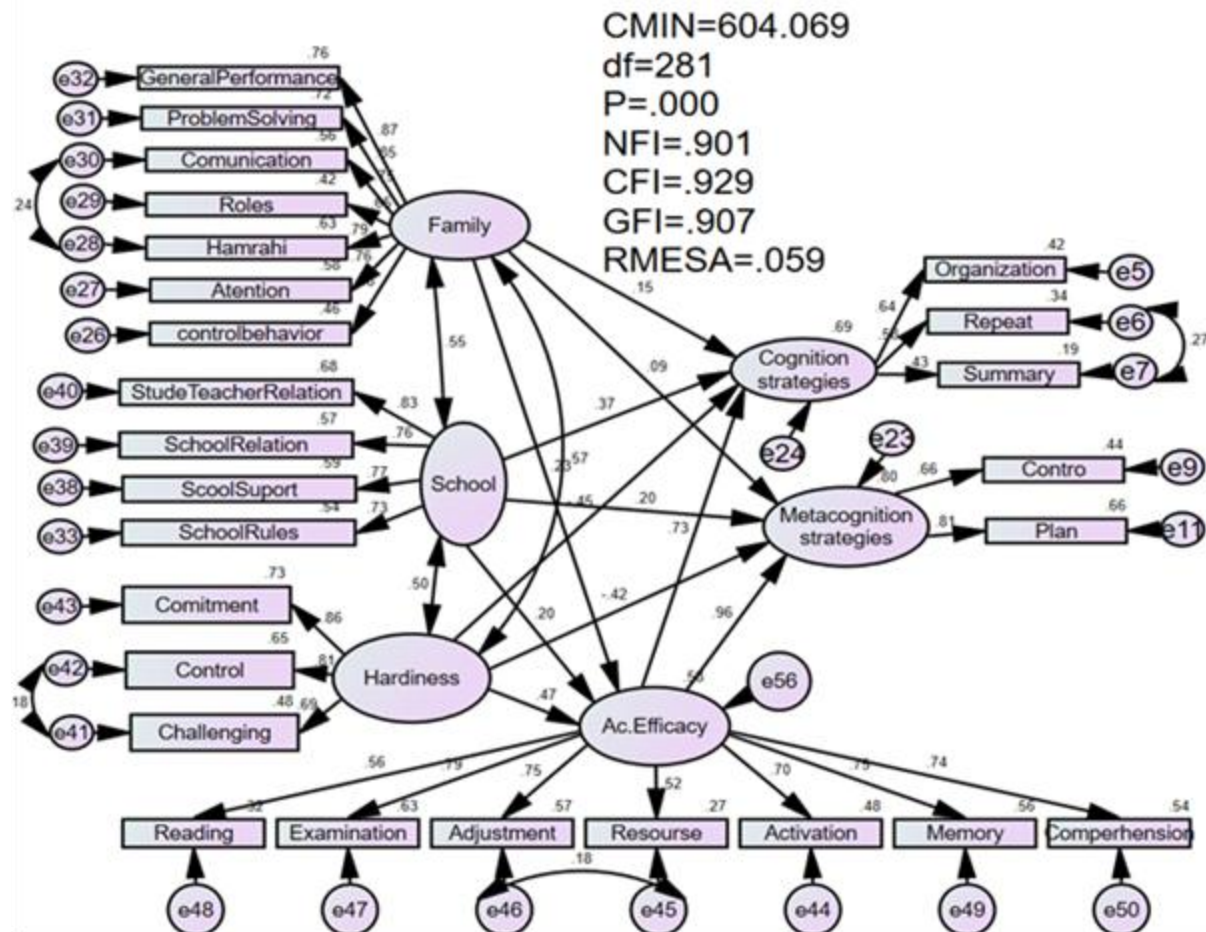 CMIN=604.069
df=281
P=.000
NFI=.901
CFI=.929
GFI=.907
RMESA=.059
.76
e32
GeneralPerformance
.72
.87
e31
ProblemSolving
.56
.85
e30
Comunication
.42
e29
Roles
.24
.63
.79
e28
Hamrahi
.58
.76
e27
Atention
.46
e26
controlbehavior
Family
.15
.09
.55
.42
Organization
e5
.64
.34
Repeat
e6
.27
.69
Cognition
strategies
.43
.19
Summary
e7
e24
e23
.68
e40
StudeTeacherRelation
.83
.57
e39
SchoolRelation
.76
.59
e38
ScoolSuport
.77
.54
e33
SchoolRules
.73
School
.37
.57
.23
-.45
.20
.73
.80
.66
.44
Contro
e9
Metacognition
strategies
.81
.66
Plan
e11
.50
.20
-.42
.96
.73
e43
Comitment
.86
.65
e42
Control
.81
.18
.48
.69
e41
Challenging
Hardiness
.47
.58
e56
Ac.Efficacy
.56
.79
.75
.52
.70
.75
.74
.32
.63
.57
.27
.48
.56
.54
Reading
Examination
Adjustment
Resourse
Activation
Memory
Comperhension
.18
e48
e47
e46
e45
e44
e49
e50